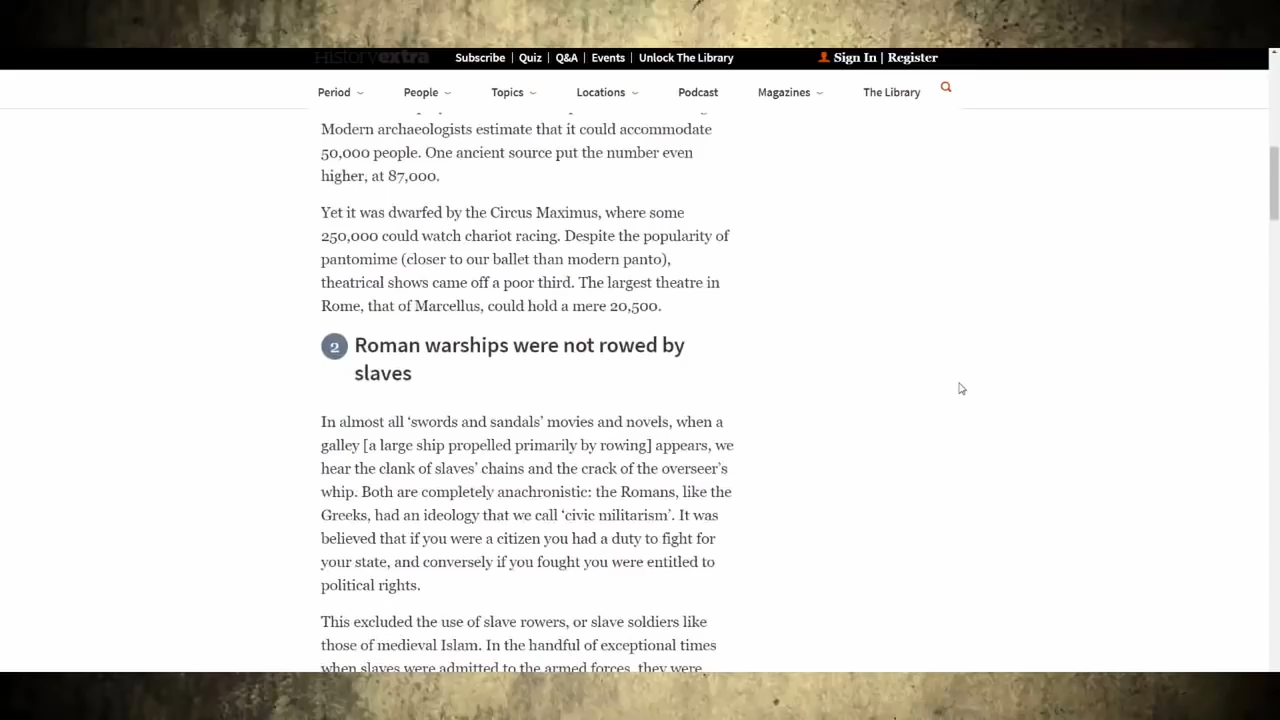 Historyextra
Subscribe | Quiz | Q&A | Events | Unlock The Library
Sign In | Register
Period
People
Topics
Locations
Podcast
Magazines
The Library
Modern archaeologists estimate that it could accommodate
50,000 people. One ancient source put the number even
higher, at 87,000.
Yet it was dwarfed by the Circus Maximus, where some
250,000 could watch chariot racing. Despite the popularity of
pantomime (closer to our ballet than modern panto),
theatrical shows came off a poor third. The largest theatre in
Rome, that of Marcellus, could hold a mere 20,500.
2 Roman warships were not rowed by
slaves
In almost all ‘swords and sandals’ movies and novels, when a
galley [a large ship propelled primarily by rowing] appears, we
hear the clank of slaves’ chains and the crack of the overseer’s
whip. Both are completely anachronistic: the Romans, like the
Greeks, had an ideology that we call ‘civic militarism’. It was
believed that if you were a citizen you had a duty to fight for
your state, and conversely if you fought you were entitled to
political rights.
This excluded the use of slave rowers, or slave soldiers like
those of medieval Islam. In the handful of exceptional times
when slaves were admitted to the armed forces, they were